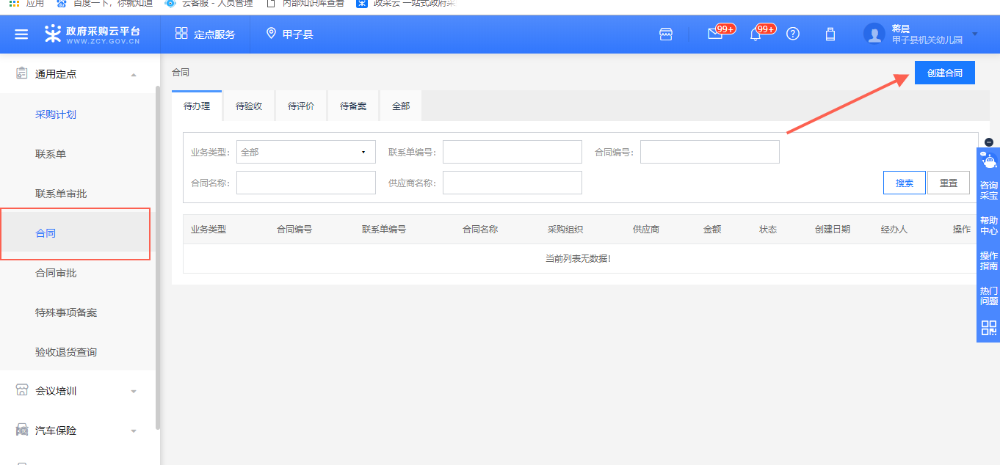 应用 百度一下，你就知道 云客服 - 人员管理 内部知识库查看 政采云 一站式政府采
政府采购云平台
WWW.ZCY.GOV.CN
定点服务 甲子县 99+ 99+
蒋晨
甲子县机关幼儿园
通用定点
采购计划
联系单
联系单审批
合同
合同审批
特殊事项备案
验收退货查询
会议培训
汽车保险
合同 创建合同
待办理 待验收 待评价 待备案 全部
业务类型： 全部 联系单编号： 合同编号：
合同名称： 供应商名称： 搜索 重置
业务类型 合同编号 联系单编号 合同名称 采购组织 供应商 金额 状态 创建日期 经办人 操作
当前列表无数据！
咨询
采宝
帮助
中心
操作
指南
热门
问题